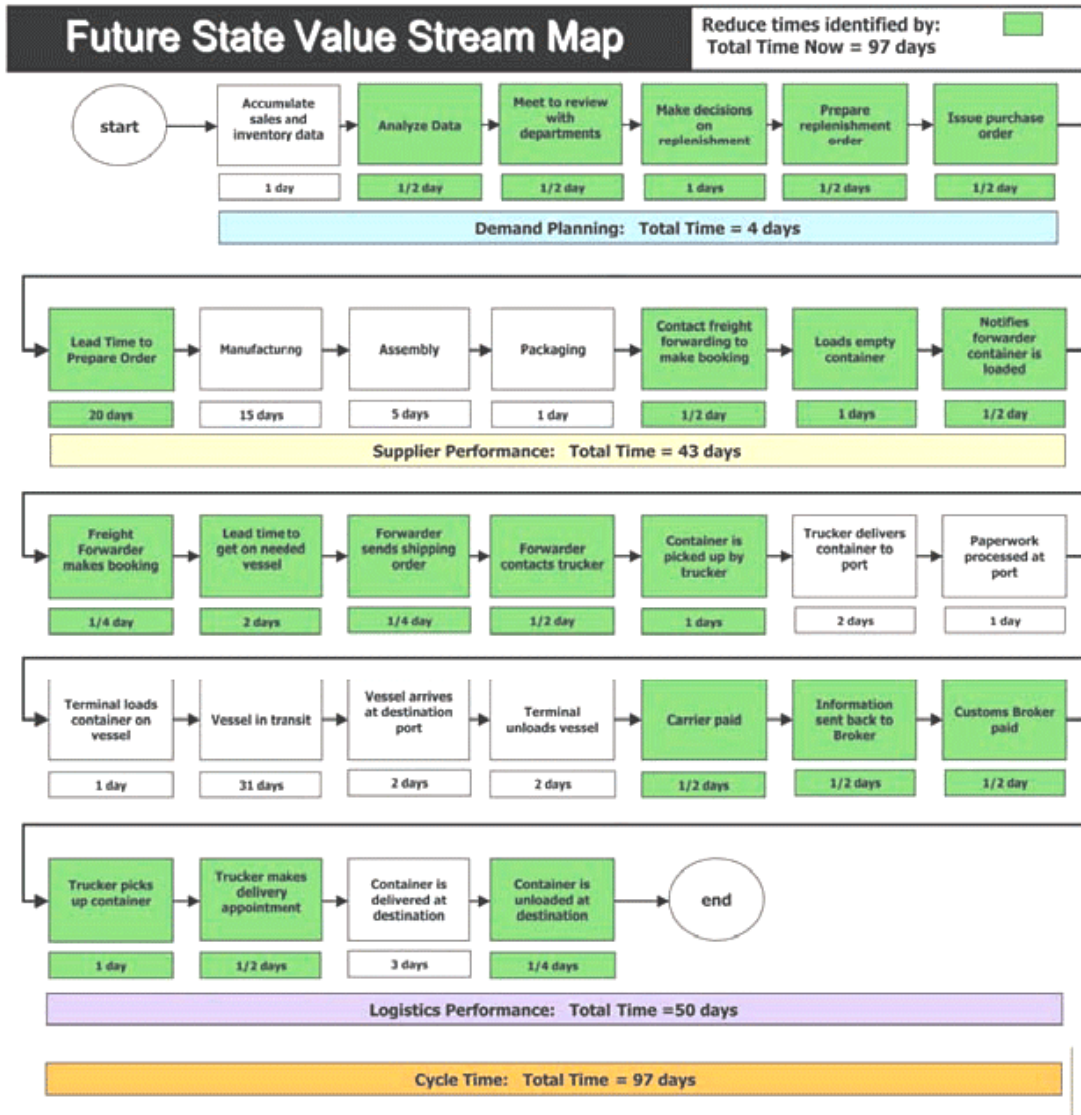 Future State Value Stream Map
Reduce times identified by:
Total Time Now = 97 days
start
Accumulate
sales and
inventory data
1 day
Analyze Data
1/2 day
Meet to review
with
departments
1/2 day
Make decisions
on
replenishment
1 days
Prepare
replenishment
order
1/2 days
Issue purchase
order
1/2 day
Demand Planning: Total Time = 4 days
Lead Time to
Prepare Order
20 days
Manufacturing
15 days
Assembly
5 days
Packaging
1 day
Contact freight
forwarding to
make booking
1/2 day
Loads empty
container
1 days
Notifies
forwarder
container is
loaded
1/2 day
Supplier Performance: Total Time = 43 days
Freight
Forwarder
makes booking
1/4 day
Lead time to
get on needed
vessel
2 days
Forwarder
sends shipping
order
1/4 day
Forwarder
contacts trucker
1/2 day
Container is
picked up by
trucker
1 days
Trucker delivers
container to
port
2 days
Paperwork
processed at
port
1 day
Terminal loads
container on
vessel
1 day
Vessel in transit
31 days
Vessel arrives
at destination
port
2 days
Terminal
unloads vessel
2 days
Carrier paid
1/2 days
Information
sent back to
Broker
1/2 days
Customs Broker
paid
1/2 day
Trucker picks
up container
1 day
Trucker makes
delivery
appointment
1/2 days
Container is
delivered at
destination
3 days
Container is
unloaded at
destination
1/4 days
end
Logistics Performance: Total Time =50 days
Cycle Time: Total Time = 97 days